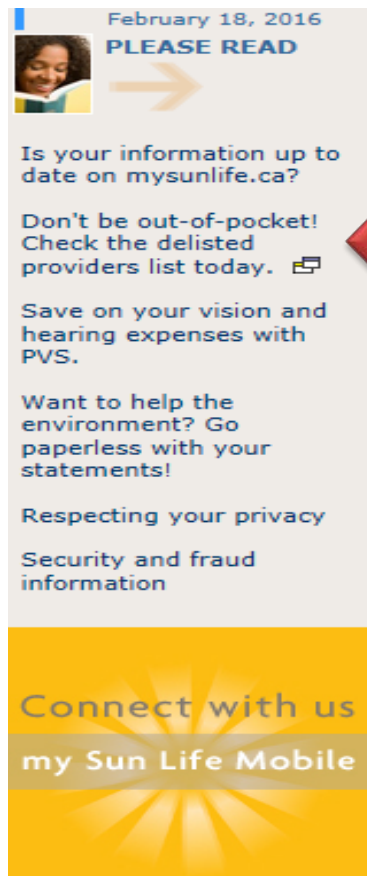 February 18, 2016
PLEASE READ
Is your information up to
date on mysunlife.ca?
Don't be out-of-pocket!
Check the delisted
providers list today.
Save on your vision and
hearing expenses with
PVS.
Want to help the
environment? Go
paperless with your
statements!
Respecting your privacy
Security and fraud
information
Connect with us
my Sun Life Mobile